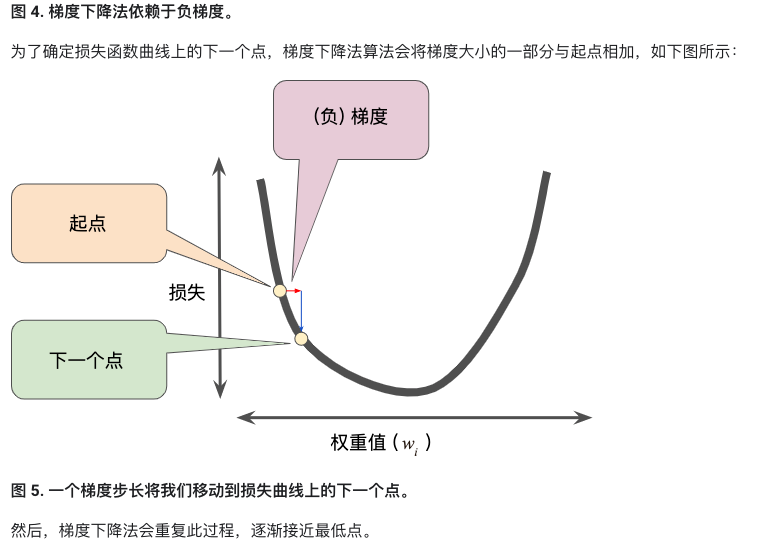 图 4. 梯度下降法依赖于负梯度。
为了确定损失函数曲线上的下一个点，梯度下降法算法会将梯度大小的一部分与起点相加，如下图所示：
(负) 梯度
起点
损失
下一个点
权重值 ( wi )
图 5. 一个梯度步长将我们移动到损失曲线上的下一个点。
然后，梯度下降法会重复此过程，逐渐接近最低点。